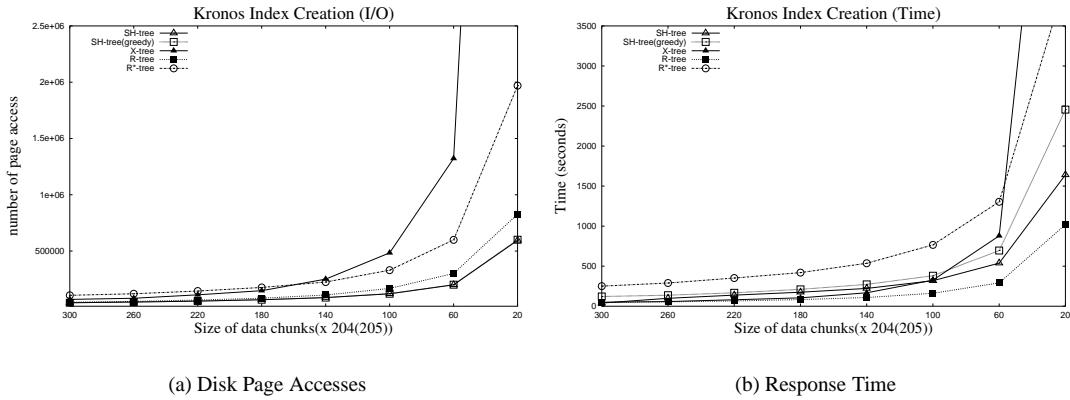 Kronos Index Creation (I/O)
SH-tree
SH-tree(greedy)
X-tree
R-tree
R*-tree
number of page access
2.5e+06
2e+06
1.5e+06
1e+06
500000
300 260 220 180 140 100 60 20
Size of data chunks(x 204(205))
(a) Disk Page Accesses
Kronos Index Creation (Time)
SH-tree
SH-tree(greedy)
X-tree
R-tree
R*-tree
Time (seconds)
3500
3000
2500
2000
1500
1000
500
0
300 260 220 180 140 100 60 20
Size of data chunks(x 204(205))
(b) Response Time